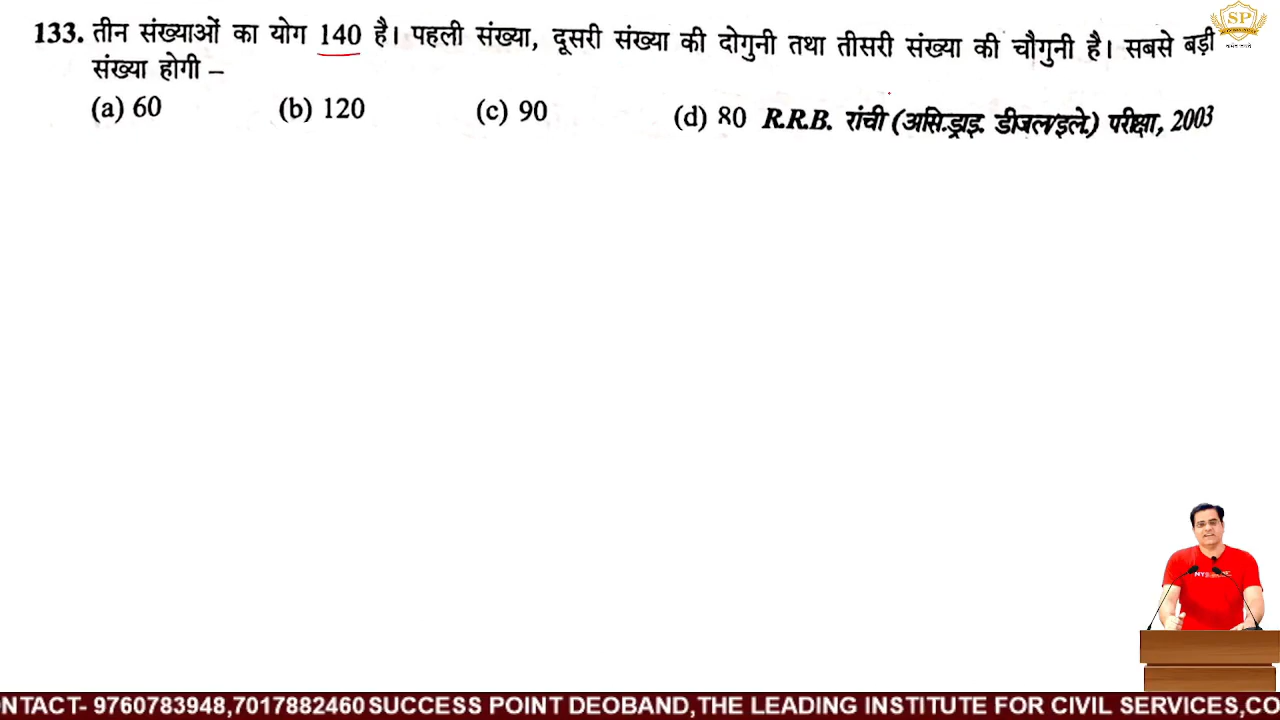 133. तीन संख्याओं का योग 140 है। पहली संख्या, दूसरी संख्या की दोगुनी तथा तीसरी संख्या की चौगुनी है। सबसे बड़ी
संख्या होगी –
(a) 60 (b) 120 (c) 90 (d) 80 R.R.B. रांची (असि.ड्राइ. डीजल/इले.) परीक्षा, 2003
SP
NTACT- 9760783948,7017882460 SUCCESS POINT DEOBAND,THE LEADING INSTITUTE FOR CIVIL SERVICES,CO